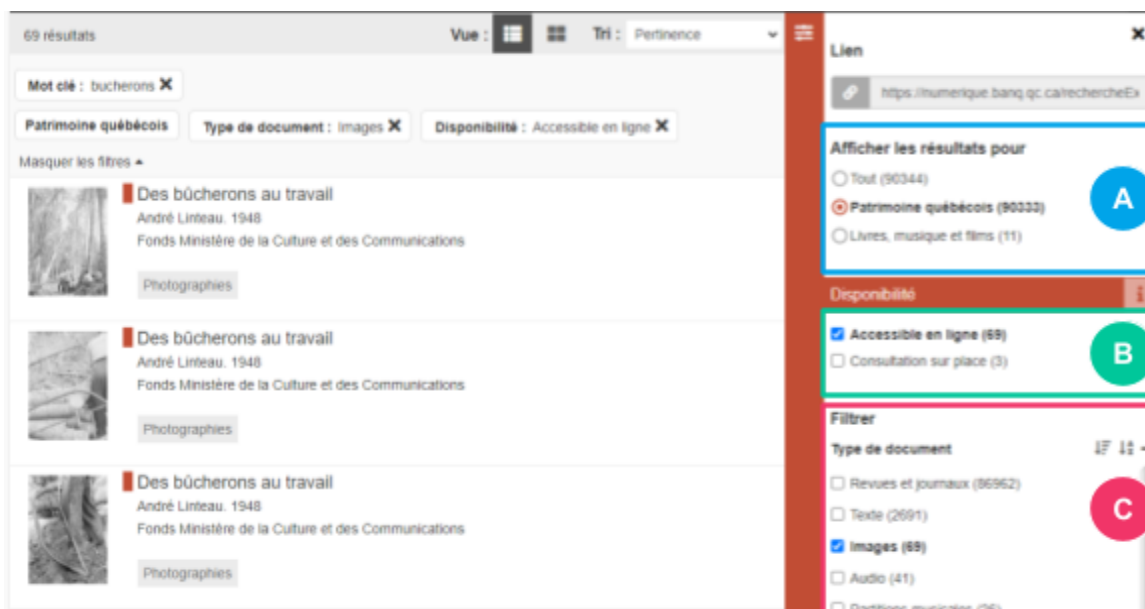 69 résultats
Vue :
Tri : Pertinence
Mot clé : bucherons ✕
Patrimoine québécois
Type de document : Images ✕
Disponibilité : Accessible en ligne ✕
Masquer les filtres
Des bûcherons au travail
André Linteau. 1948
Fonds Ministère de la Culture et des Communications
Photographies
Des bûcherons au travail
André Linteau. 1948
Fonds Ministère de la Culture et des Communications
Photographies
Des bûcherons au travail
André Linteau. 1948
Fonds Ministère de la Culture et des Communications
Photographies
Lien
https://numerique.banq.qc.ca/rechercheEx
Afficher les résultats pour
Tout (90344)
Patrimoine québécois (90333)
Livres, musique et films (11)
A
Disponibilité
Accessible en ligne (69)
Consultation sur place (3)
B
Filtrer
Type de document
Revues et journaux (86962)
Texte (2691)
Images (69)
Audio (41)
Partitions musicales (26)
C